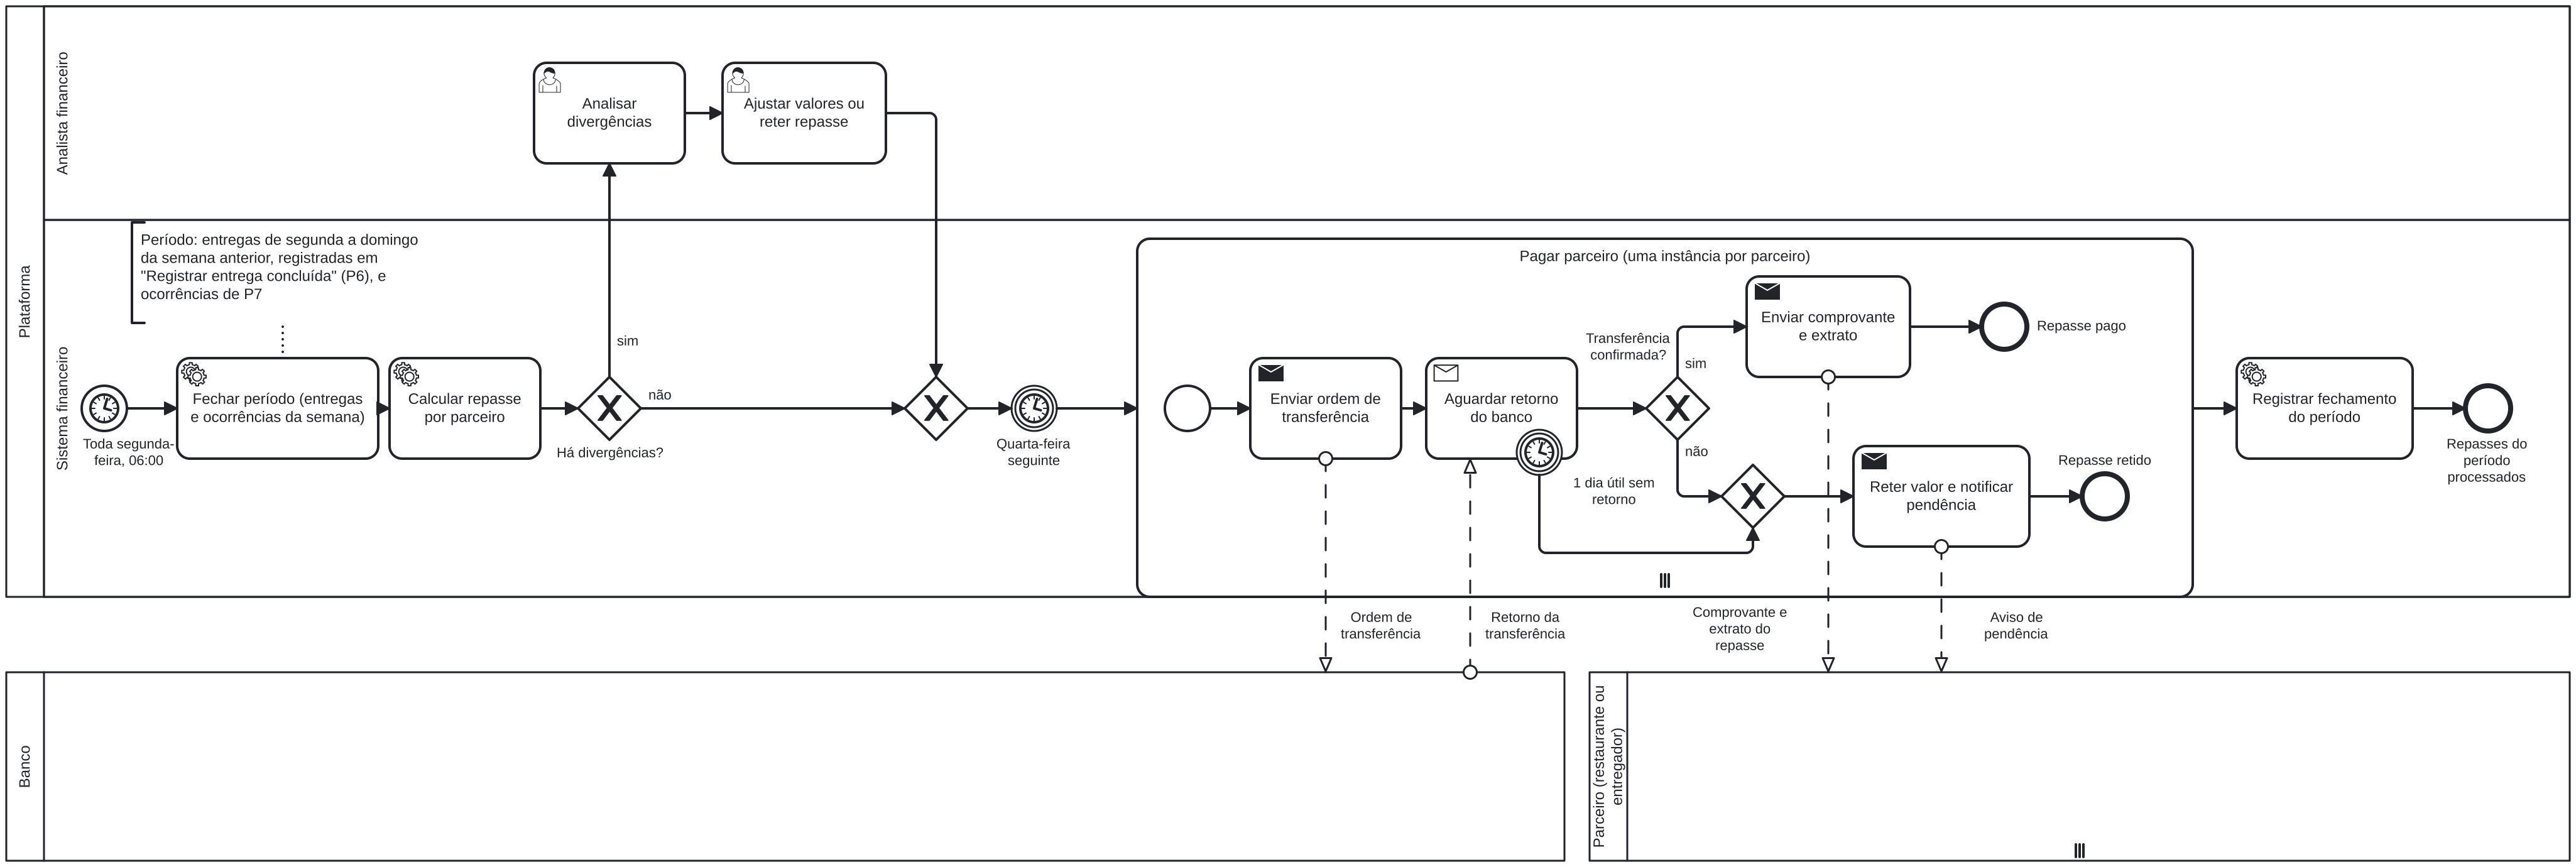 Plataforma
Analista financeiro
Analisar
divergências
Ajustar valores ou
reter repasse
Sistema financeiro
Período: entregas de segunda a domingo
da semana anterior, registradas em
"Registrar entrega concluída" (P6), e
ocorrências de P7
Toda segunda-
feira, 06:00
Fechar período (entregas
e ocorrências da semana)
Calcular repasse
por parceiro
Há divergências?
sim
não
Quarta-feira
seguinte
Pagar parceiro (uma instância por parceiro)
Enviar ordem de
transferência
Aguardar retorno
do banco
1 dia útil sem
retorno
Transferência
confirmada?
sim
não
Enviar comprovante
e extrato
Repasse pago
Reter valor e notificar
pendência
Repasse retido
Registrar fechamento
do período
Repasses do
período
processados
Ordem de
transferência
Retorno da
transferência
Comprovante e
extrato do
repasse
Aviso de
pendência
Banco
Parceiro (restaurante ou
entregador)